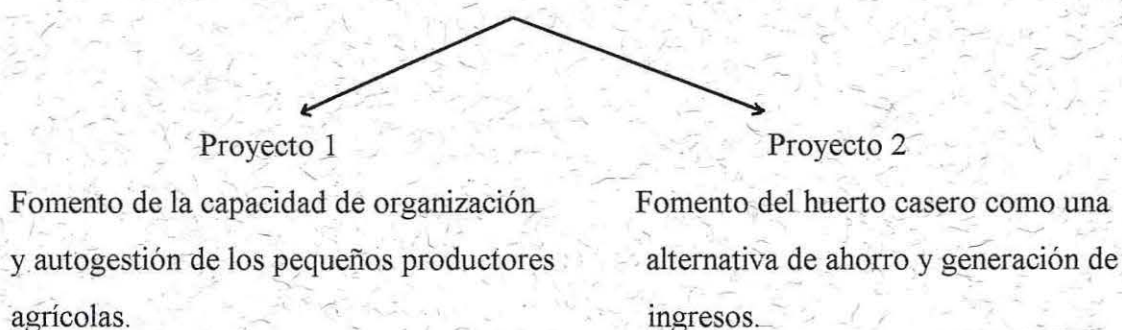 Proyecto 1
Fomento de la capacidad de organización
y autogestión de los pequeños productores
agrícolas.
Proyecto 2
Fomento del huerto casero como una
alternativa de ahorro y generación de
ingresos.